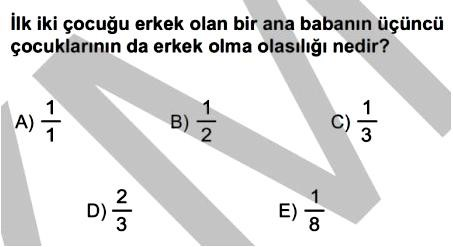 İlk iki çocuğu erkek olan bir ana babanın üçüncü
çocuklarının da erkek olma olasılığı nedir?
A) 1/1 B) 1/2 C) 1/3
D) 2/3 E) 1/8